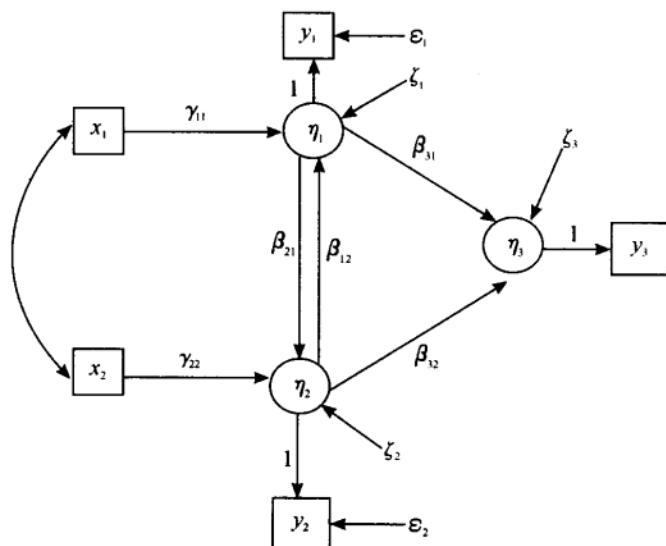 y₁ ε₁
1 ζ₁
x₁ γ₁₁ η₁
β₃₁ ζ₃
β₂₁ β₁₂ η₃ 1 y₃
x₂ γ₂₂ η₂ β₃₂
1 ζ₂
y₂ ε₂